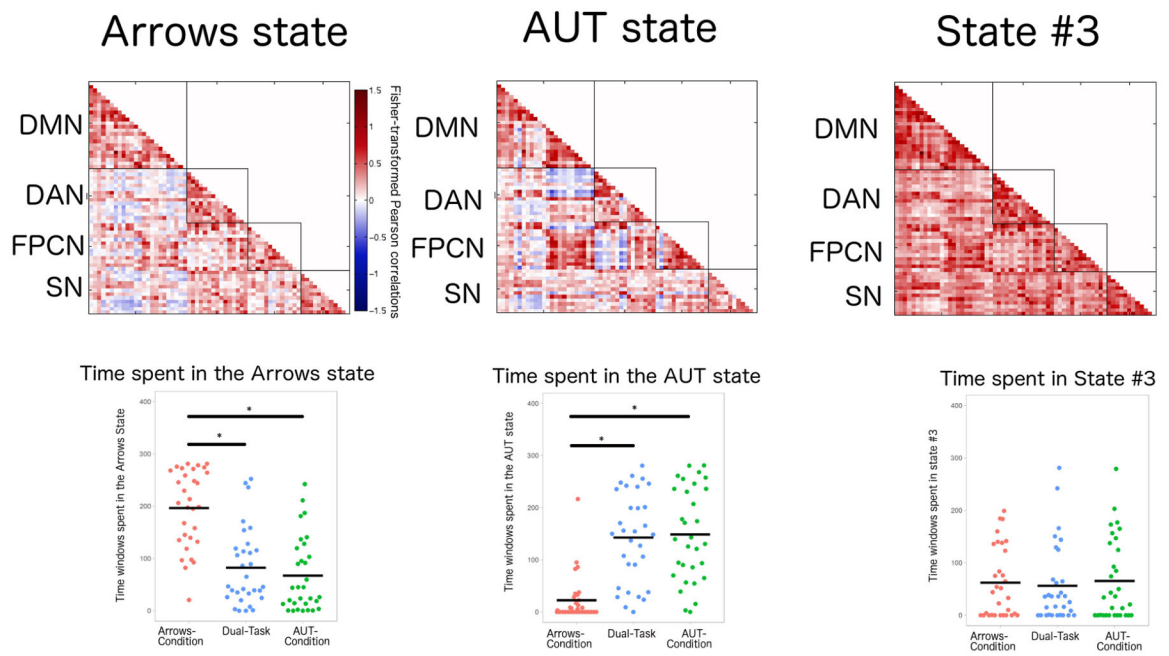 Arrows state
AUT state
State #3
DMN
DAN
FPCN
SN
1.5
1
0.5
0
−0.5
−1
−1.5
Fisher-transformed Pearson correlations
DMN
DAN
FPCN
SN
DMN
DAN
FPCN
SN
Time spent in the Arrows state
Time windows spent in the Arrows State
400
300
200
100
0
*
*
Arrows-
Condition
Dual-Task
AUT-
Condition
Time spent in the AUT state
Time windows spent in the AUT state
400
300
200
100
0
*
*
Arrows-
Condition
Dual-Task
AUT-
Condition
Time spent in State #3
Time windows spent in state #3
400
300
200
100
0
Arrows-
Condition
Dual-Task
AUT-
Condition